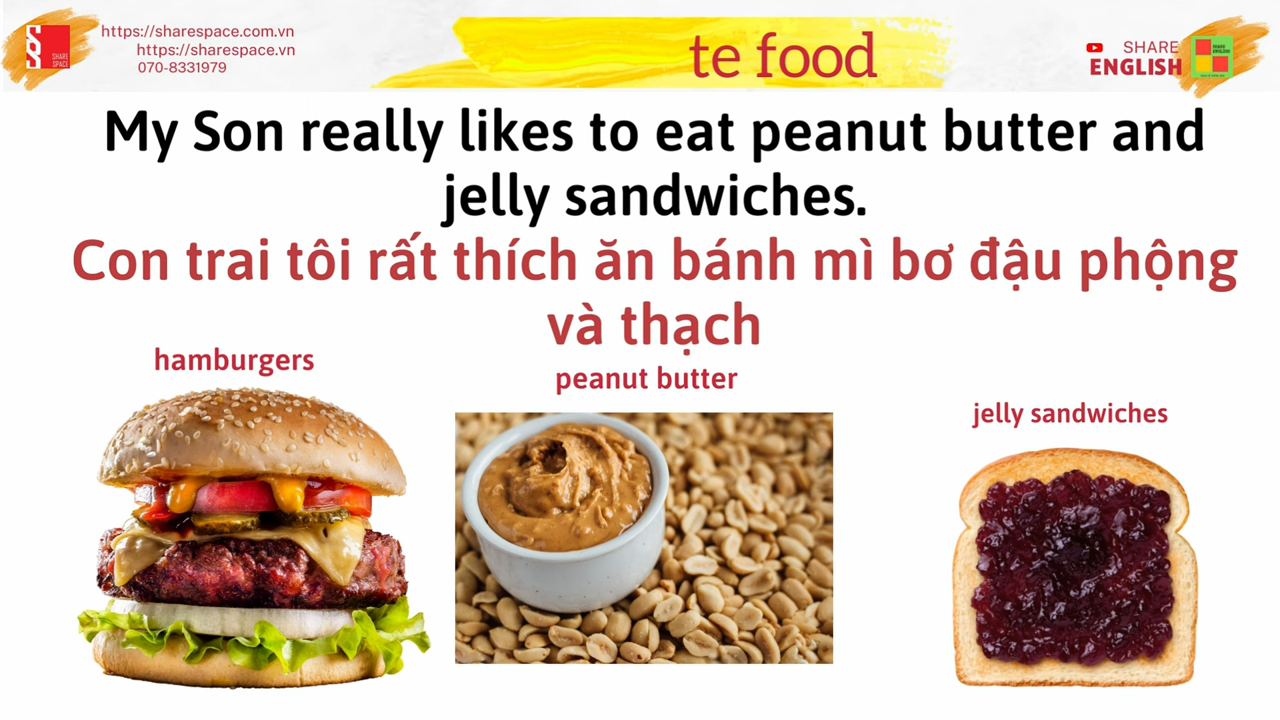 https://sharespace.com.vn
https://sharespace.vn
070-8331979
SHARE
SPACE
te food
SHARE
ENGLISH
My Son really likes to eat peanut butter and
jelly sandwiches.
Con trai tôi rất thích ăn bánh mì bơ đậu phộng
và thạch
hamburgers
peanut butter
jelly sandwiches